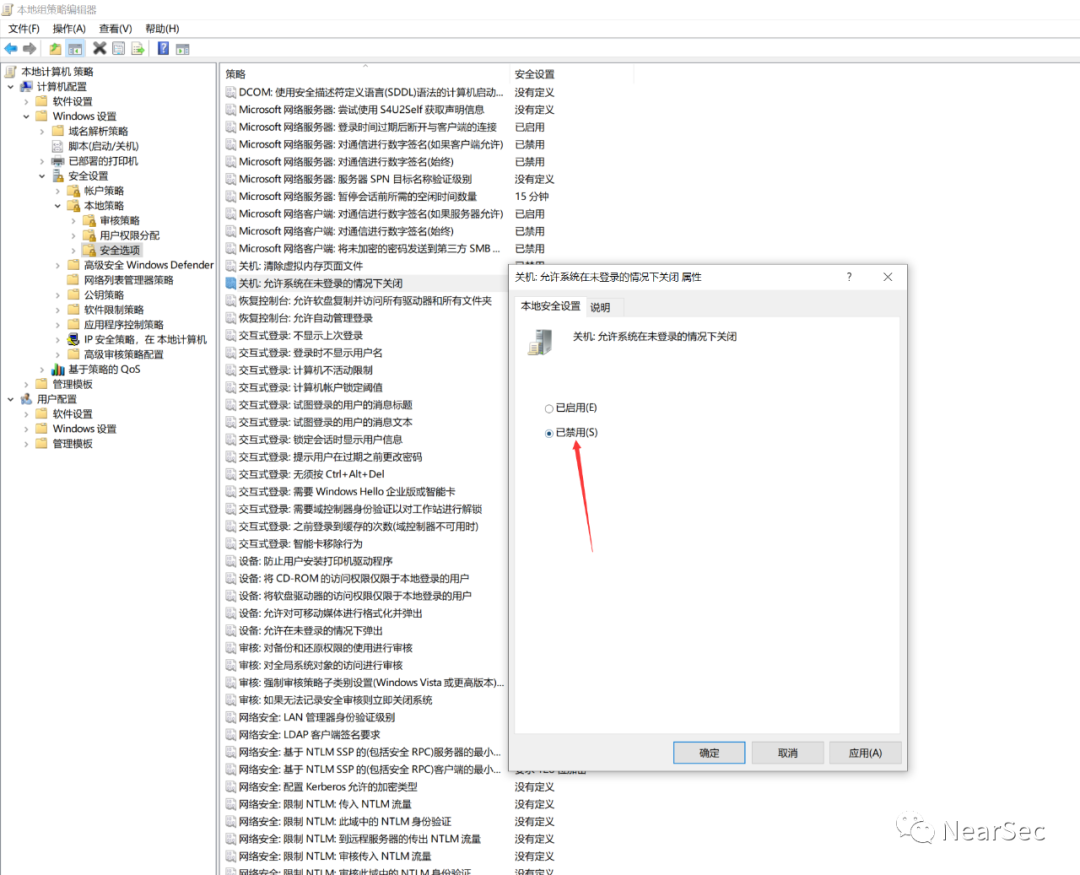 本地组策略编辑器
文件(F) 操作(A) 查看(V) 帮助(H)
本地计算机 策略
计算机配置
软件设置
Windows 设置
域名解析策略
脚本(启动/关机)
已部署的打印机
安全设置
帐户策略
本地策略
审核策略
用户权限分配
安全选项
高级安全 Windows Defender
网络列表管理器策略
公钥策略
软件限制策略
应用程序控制策略
IP 安全策略，在 本地计算机
高级审核策略配置
基于策略的 QoS
管理模板
用户配置
软件设置
Windows 设置
管理模板
策略 安全设置
DCOM: 使用安全描述符定义语言(SDDL)语法的计算机启动... 没有定义
Microsoft 网络服务器: 尝试使用 S4U2Self 获取声明信息 没有定义
Microsoft 网络服务器: 登录时间过期后断开与客户端的连接 已启用
Microsoft 网络服务器: 对通信进行数字签名(如果客户端允许) 已禁用
Microsoft 网络服务器: 对通信进行数字签名(始终) 已禁用
Microsoft 网络服务器: 服务器 SPN 目标名称验证级别 没有定义
Microsoft 网络服务器: 暂停会话前所需的空闲时间数量 15 分钟
Microsoft 网络客户端: 对通信进行数字签名(如果服务器允许) 已启用
Microsoft 网络客户端: 对通信进行数字签名(始终) 已禁用
Microsoft 网络客户端: 将未加密的密码发送到第三方 SMB ... 已禁用
关机: 清除虚拟内存页面文件
关机: 允许系统在未登录的情况下关闭
恢复控制台: 允许软盘复制并访问所有驱动器和所有文件夹
恢复控制台: 允许自动管理登录
交互式登录: 不显示上次登录
交互式登录: 登录时不显示用户名
交互式登录: 计算机不活动限制
交互式登录: 计算机帐户锁定阈值
交互式登录: 试图登录的用户的消息标题
交互式登录: 试图登录的用户的消息文本
交互式登录: 锁定会话时显示用户信息
交互式登录: 提示用户在过期之前更改密码
交互式登录: 无须按 Ctrl+Alt+Del
交互式登录: 需要 Windows Hello 企业版或智能卡
交互式登录: 需要域控制器身份验证以对工作站进行解锁
交互式登录: 之前登录到缓存的次数(域控制器不可用时)
交互式登录: 智能卡移除行为
设备: 防止用户安装打印机驱动程序
设备: 将 CD-ROM 的访问权限仅限于本地登录的用户
设备: 将软盘驱动器的访问权限仅限于本地登录的用户
设备: 允许对可移动媒体进行格式化并弹出
设备: 允许在未登录的情况下弹出
审核: 对备份和还原权限的使用进行审核
审核: 对全局系统对象的访问进行审核
审核: 强制审核策略子类别设置(Windows Vista 或更高版本)...
审核: 如果无法记录安全审核则立即关闭系统
网络安全: LAN 管理器身份验证级别
网络安全: LDAP 客户端签名要求
网络安全: 基于 NTLM SSP 的(包括安全 RPC)服务器的最小...
网络安全: 基于 NTLM SSP 的(包括安全 RPC)客户端的最小...
网络安全: 配置 Kerberos 允许的加密类型 没有定义
网络安全: 限制 NTLM: 传入 NTLM 流量 没有定义
网络安全: 限制 NTLM: 此域中的 NTLM 身份验证 没有定义
网络安全: 限制 NTLM: 到远程服务器的传出 NTLM 流量 没有定义
网络安全: 限制 NTLM: 审核传入 NTLM 流量 没有定义
网络安全: 限制 NTLM: 审核此域中的 NTLM 身份验证 没有定义
关机: 允许系统在未登录的情况下关闭 属性
本地安全设置 说明
关机: 允许系统在未登录的情况下关闭
已启用(E)
已禁用(S)
确定 取消 应用(A)
NearSec